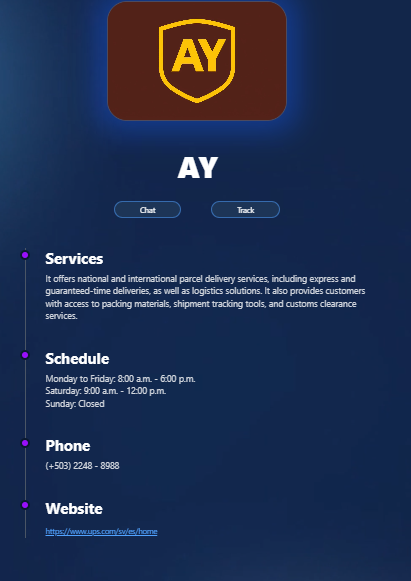 AY
AY
Chat
Track
Services
It offers national and international parcel delivery services, including express and
guaranteed-time deliveries, as well as logistics solutions. It also provides customers
with access to packing materials, shipment tracking tools, and customs clearance
services.
Schedule
Monday to Friday: 8:00 a.m. - 6:00 p.m.
Saturday: 9:00 a.m. - 12:00 p.m.
Sunday: Closed
Phone
(+503) 2248 - 8988
Website
https://www.ups.com/sv/es/home